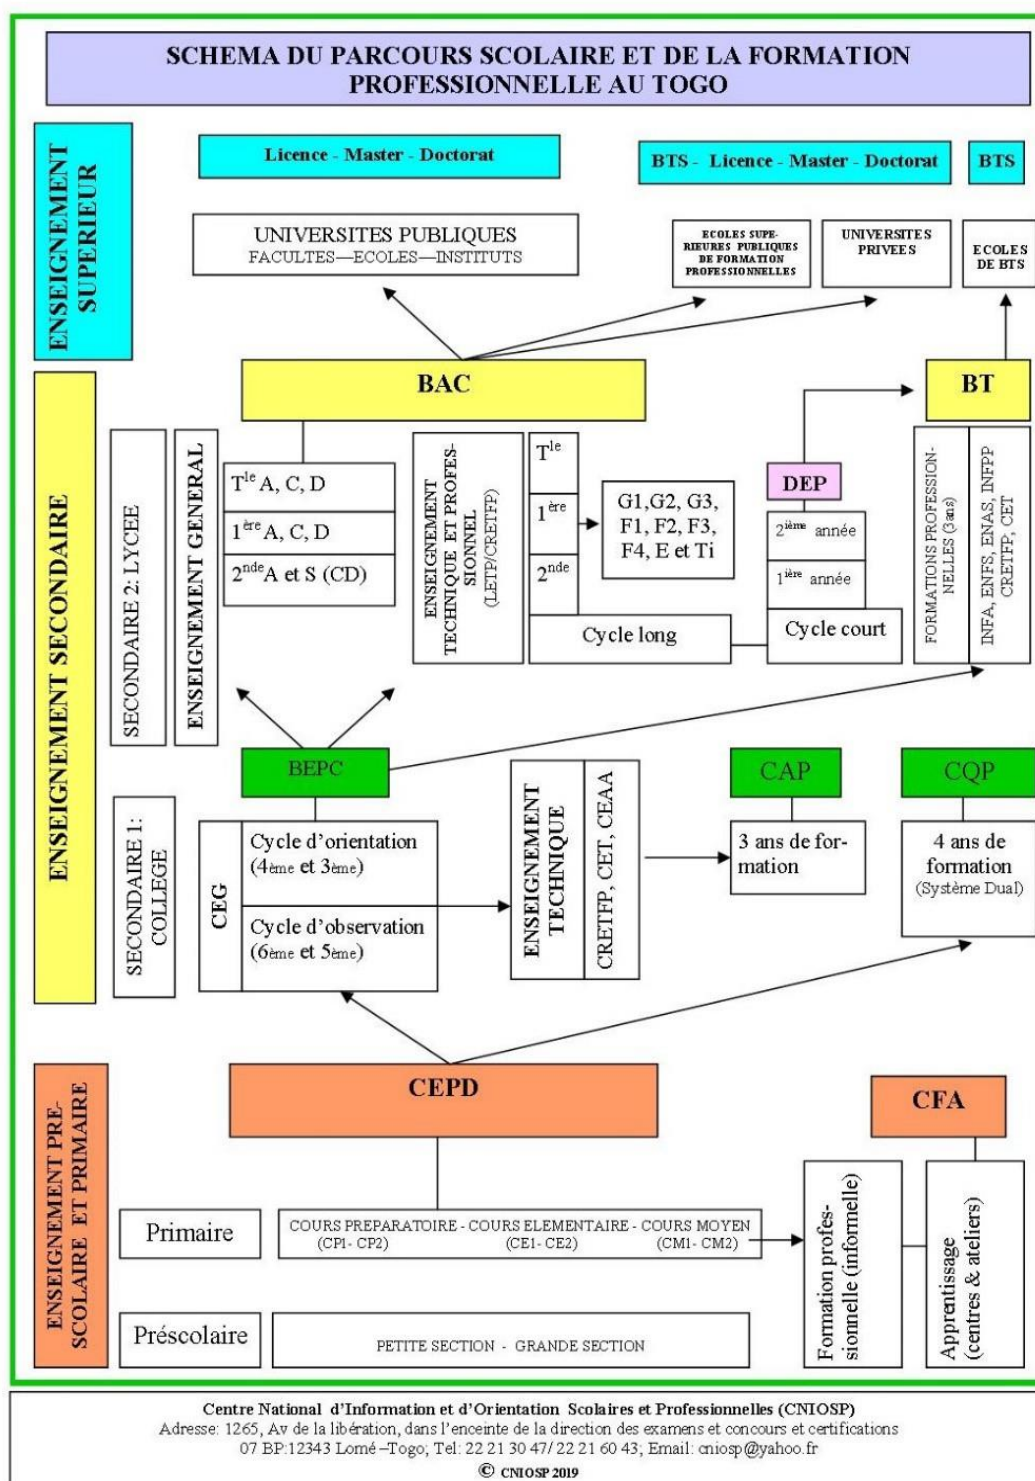 SCHEMA DU PARCOURS SCOLAIRE ET DE LA FORMATION
PROFESSIONNELLE AU TOGO
ENSEIGNEMENT
SUPERIEUR
Licence - Master - Doctorat
BTS - Licence - Master - Doctorat
BTS
UNIVERSITES PUBLIQUES
FACULTES—ECOLES—INSTITUTS
ECOLES SUPE-
RIEURES PUBLIQUES
DE FORMATION
PROFESSIONNELLES
UNIVERSITES
PRIVEES
ECOLES
DE BTS
ENSEIGNEMENT SECONDAIRE
BAC
BT
SECONDAIRE 2: LYCEE
ENSEIGNEMENT GENERAL
Tle A, C, D
1ère A, C, D
2nde A et S (CD)
ENSEIGNEMENT
TECHNIQUE ET PROFES-
SIONNEL
(LETP/CRETFP)
Tle
1ère
2nde
G1, G2, G3,
F1, F2, F3,
F4, E et Ti
Cycle long
DEP
2ième année
1ière année
Cycle court
FORMATIONS PROFESSION-
NELLES (3ans)
INFA, ENFS, ENAS, INFPP
CRETFP, CET
BEPC
CAP
CQP
SECONDAIRE 1:
COLLEGE
CEG
Cycle d'orientation
(4ème et 3ème)
Cycle d'observation
(6ème et 5ème)
ENSEIGNEMENT
TECHNIQUE
CRETFP, CET, CEAA
3 ans de for-
mation
4 ans de
formation
(Système Dual)
ENSEIGNEMENT PRE-
SCOLAIRE ET PRIMAIRE
CEPD
CFA
Primaire
COURS PREPARATOIRE - COURS ELEMENTAIRE - COURS MOYEN
(CP1- CP2) (CE1- CE2) (CM1- CM2)
Formation profes-
sionnelle (informelle)
Apprentissage
(centres & ateliers)
Préscolaire
PETITE SECTION - GRANDE SECTION
Centre National d'Information et d'Orientation Scolaires et Professionnelles (CNIOSP)
Adresse: 1265, Av de la libération, dans l'enceinte de la direction des examens et concours et certifications
07 BP:12343 Lomé –Togo; Tel: 22 21 30 47/ 22 21 60 43; Email: cniosp@yahoo.fr
© CNIOSP 2019